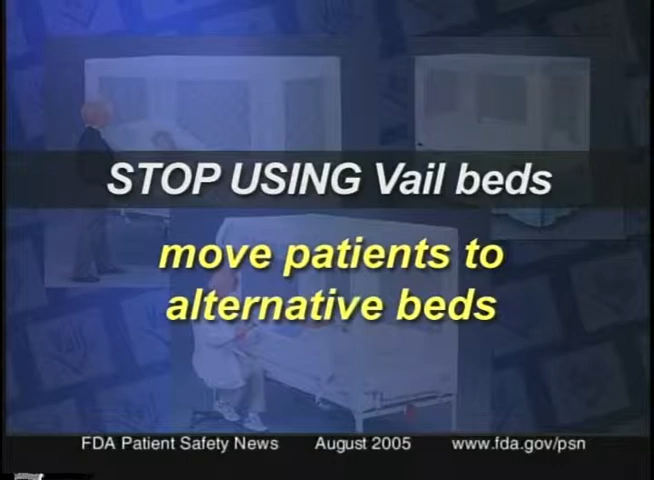 STOP USING Vail beds
move patients to
alternative beds
FDA Patient Safety News August 2005 www.fda.gov/psn